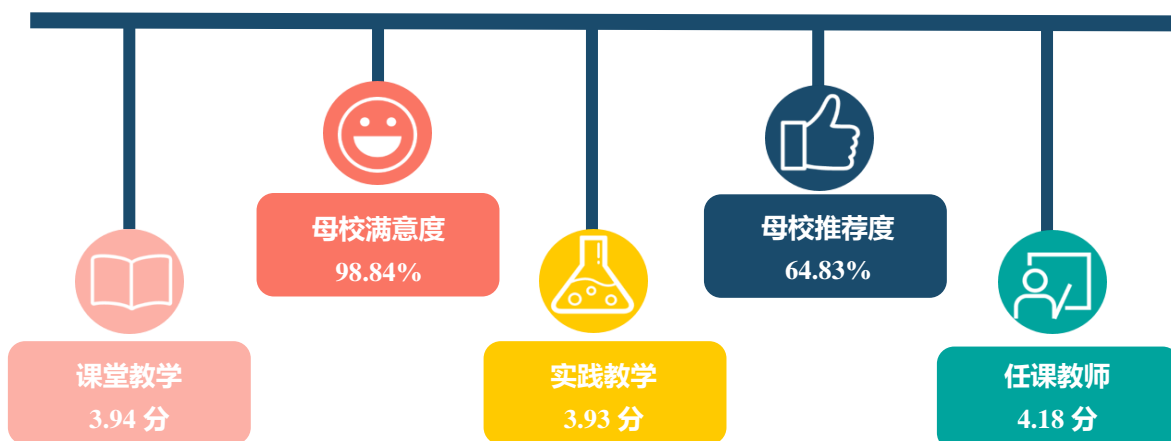 母校满意度
98.84%
母校推荐度
64.83%
课堂教学
3.94 分
实践教学
3.93 分
任课教师
4.18 分